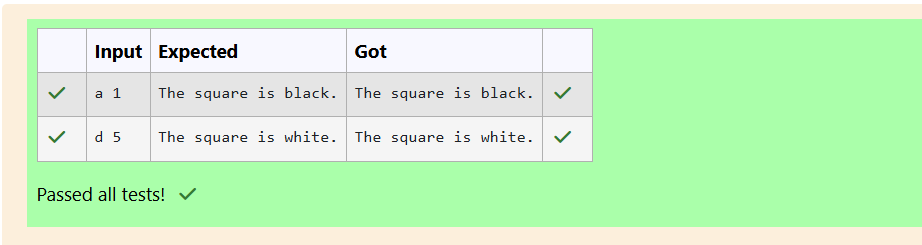 Input Expected Got
a 1 The square is black. The square is black.
d 5 The square is white. The square is white.
Passed all tests!